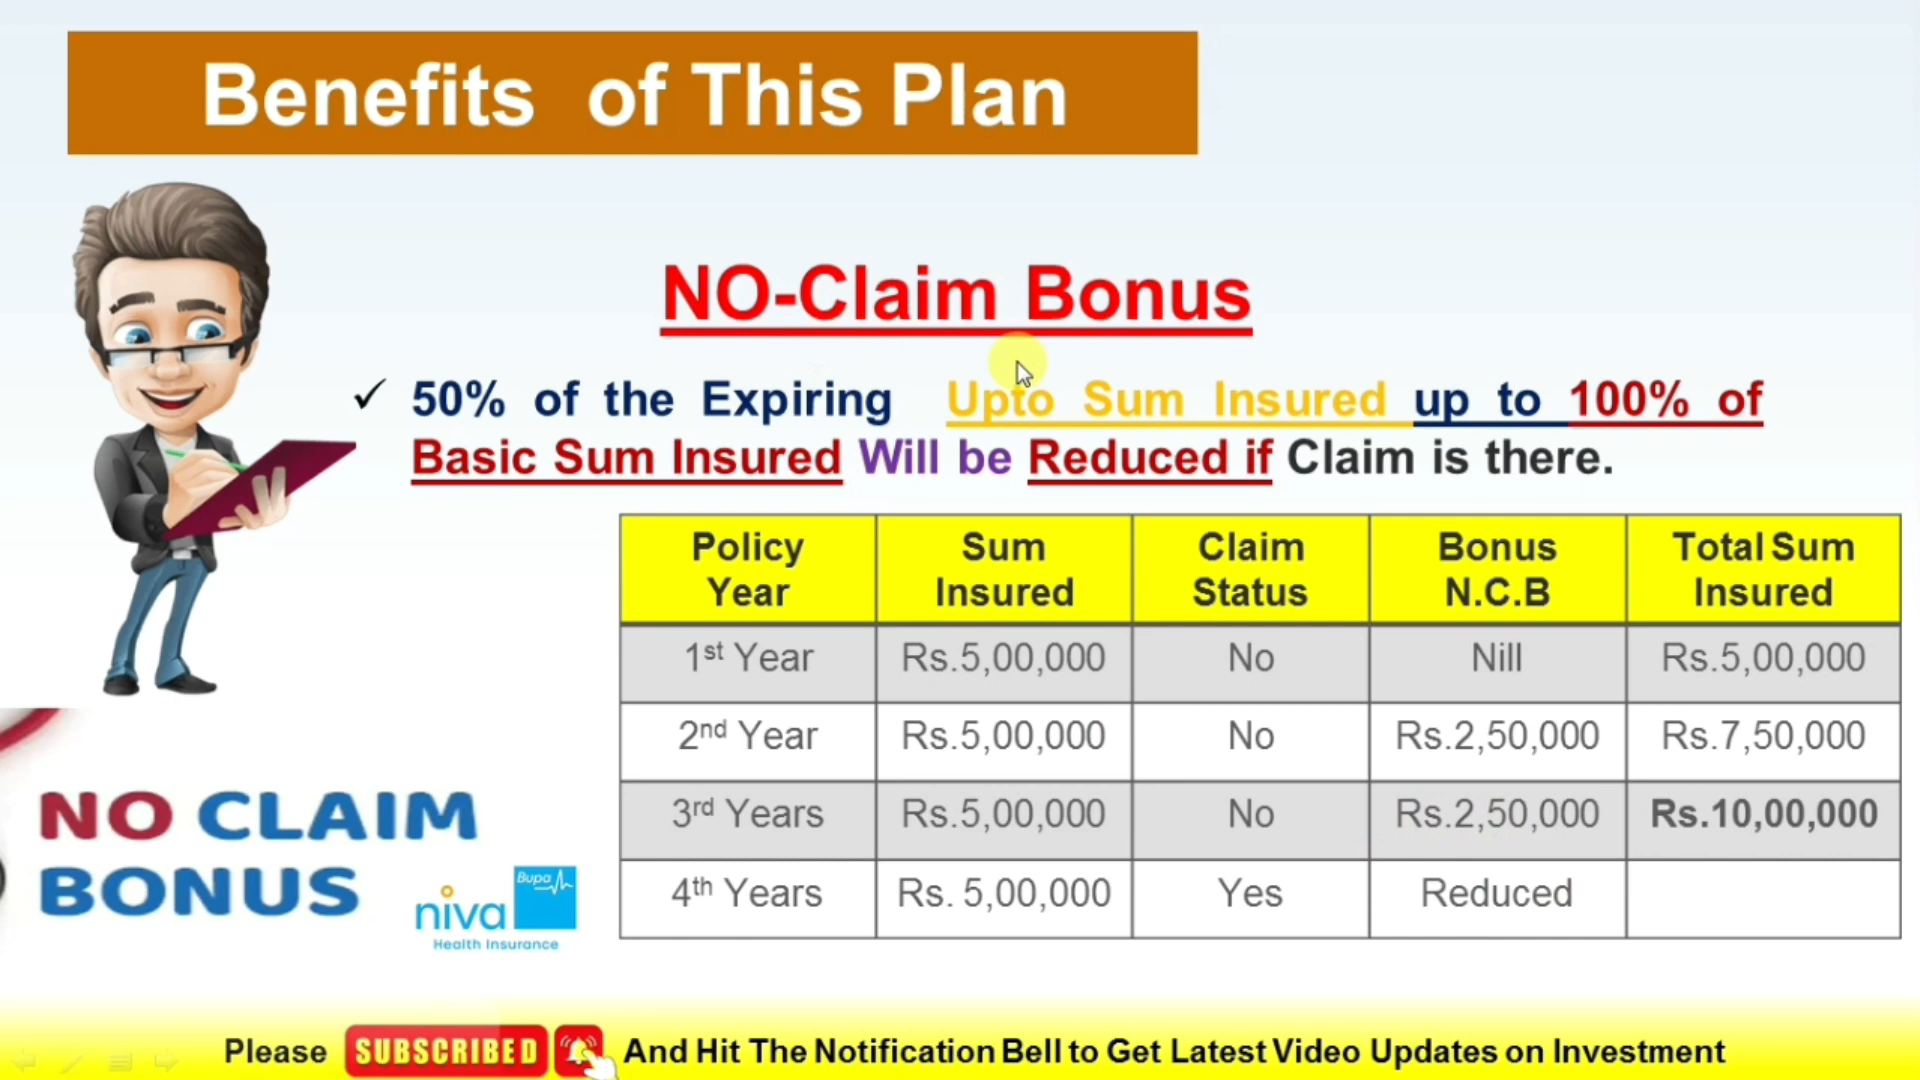 Benefits of This Plan
NO-Claim Bonus
✓ 50% of the Expiring Upto Sum Insured up to 100% of
Basic Sum Insured Will be Reduced if Claim is there.
Policy Year | Sum Insured | Claim Status | Bonus N.C.B | Total Sum Insured
1st Year | Rs.5,00,000 | No | Nill | Rs.5,00,000
2nd Year | Rs.5,00,000 | No | Rs.2,50,000 | Rs.7,50,000
3rd Years | Rs.5,00,000 | No | Rs.2,50,000 | Rs.10,00,000
4th Years | Rs. 5,00,000 | Yes | Reduced
NO CLAIM
BONUS
niva Bupa
Health Insurance
Please SUBSCRIBED And Hit The Notification Bell to Get Latest Video Updates on Investment